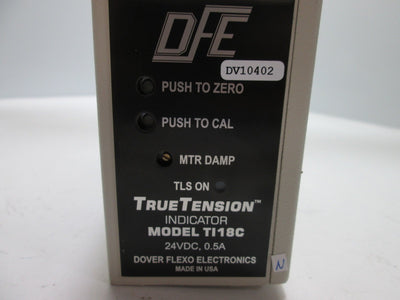 DFE
DV10402
PUSH TO ZERO
PUSH TO CAL
MTR DAMP
TLS ON
TRUETENSION™
INDICATOR
MODEL TI18C
24VDC, 0.5A
DOVER FLEXO ELECTRONICS
MADE IN USA
N